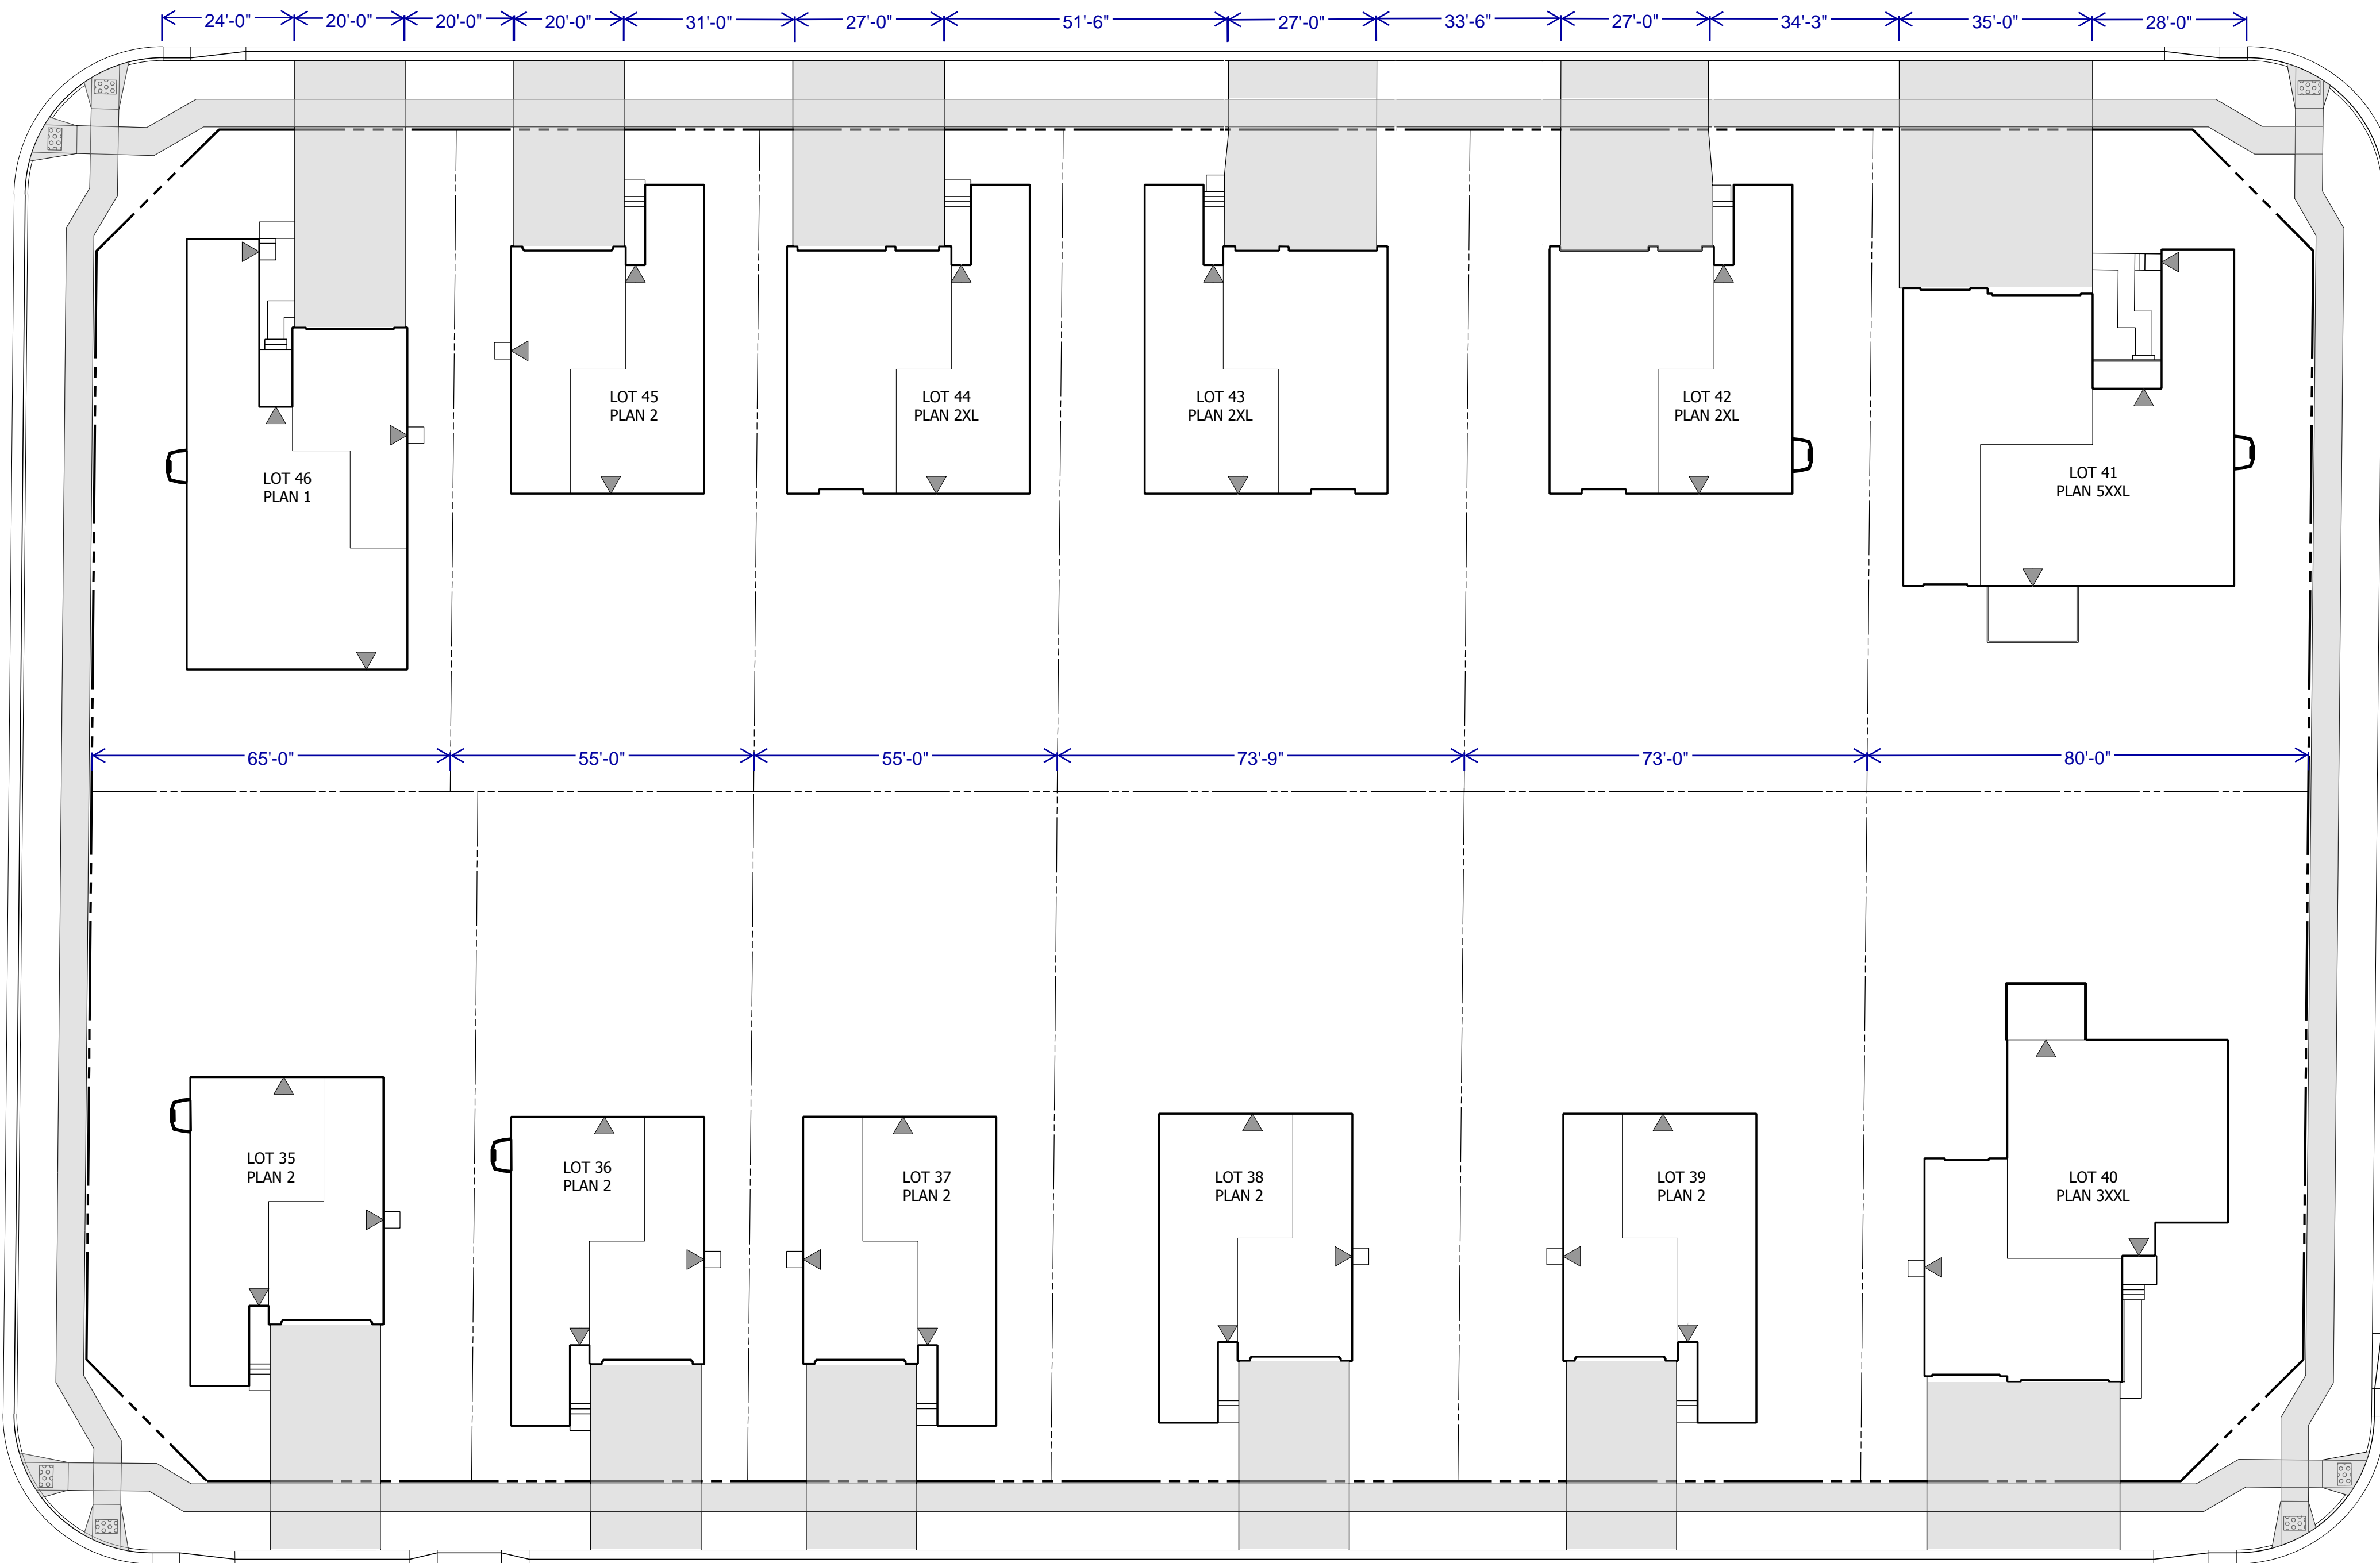 24'-0"
20'-0"
20'-0"
20'-0"
31'-0"
27'-0"
51'-6"
27'-0"
33'-6"
27'-0"
34'-3"
35'-0"
28'-0"
LOT 46
PLAN 1
LOT 45
PLAN 2
LOT 44
PLAN 2XL
LOT 43
PLAN 2XL
LOT 42
PLAN 2XL
LOT 41
PLAN 5XXL
65'-0"
55'-0"
55'-0"
73'-9"
73'-0"
80'-0"
LOT 35
PLAN 2
LOT 36
PLAN 2
LOT 37
PLAN 2
LOT 38
PLAN 2
LOT 39
PLAN 2
LOT 40
PLAN 3XXL